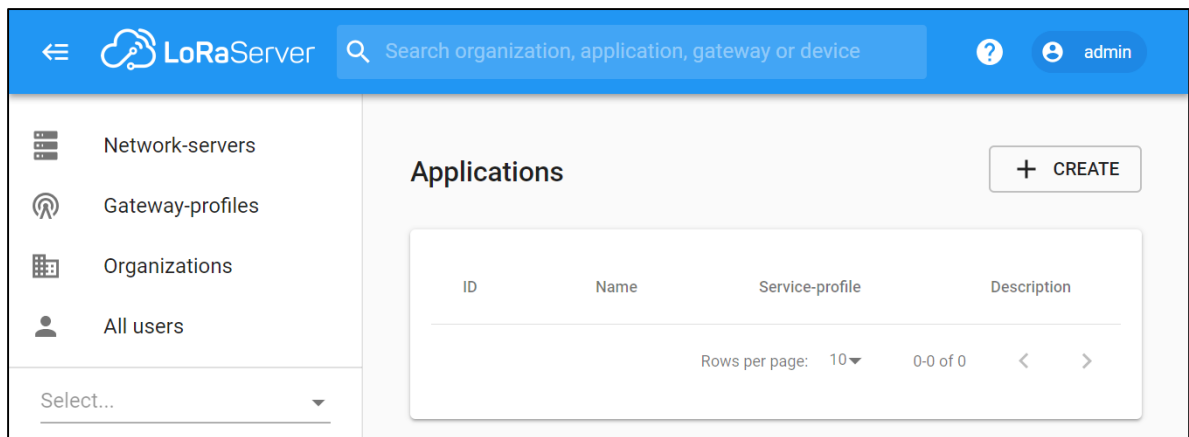 LoRaServer
Search organization, application, gateway or device
? admin
Network-servers
Gateway-profiles
Organizations
All users
Select...
Applications
+ CREATE
ID Name Service-profile Description
Rows per page: 10 0-0 of 0